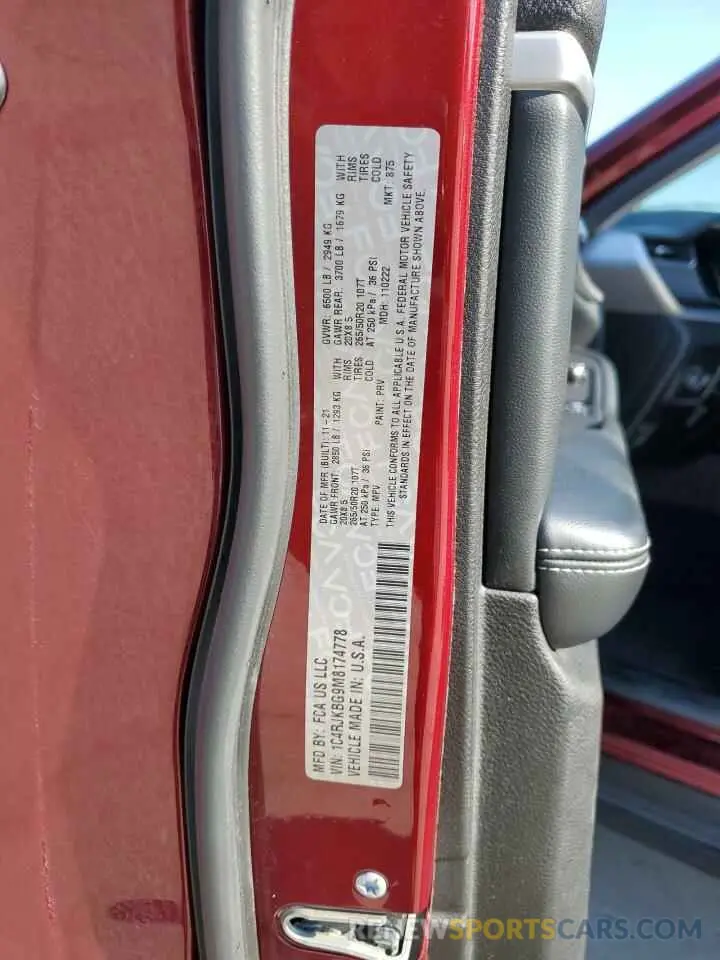 MFD BY: FCA US LLC
VIN: 1C4RJKBG9M8174778
VEHICLE MADE IN: U.S.A.
DATE OF MFR (BUILT): 11-21
GAWR FRONT: 2850 LB / 1293 KG WITH
20X8.5 RIMS
265/50R20 107T TIRES
AT 250 kPa / 36 PSI COLD
TYPE: MPV PAINT: PRV
GVWR: 6500 LB / 2949 KG
GAWR REAR: 3700 LB / 1679 KG WITH
20X8.5 RIMS
265/50R20 107T TIRES
AT 250 kPa / 36 PSI COLD
MDH: 110222 MKT: 875
THIS VEHICLE CONFORMS TO ALL APPLICABLE U.S.A. FEDERAL MOTOR VEHICLE SAFETY
STANDARDS IN EFFECT ON THE DATE OF MANUFACTURE SHOWN ABOVE.
RENEWSPORTSCARS.COM